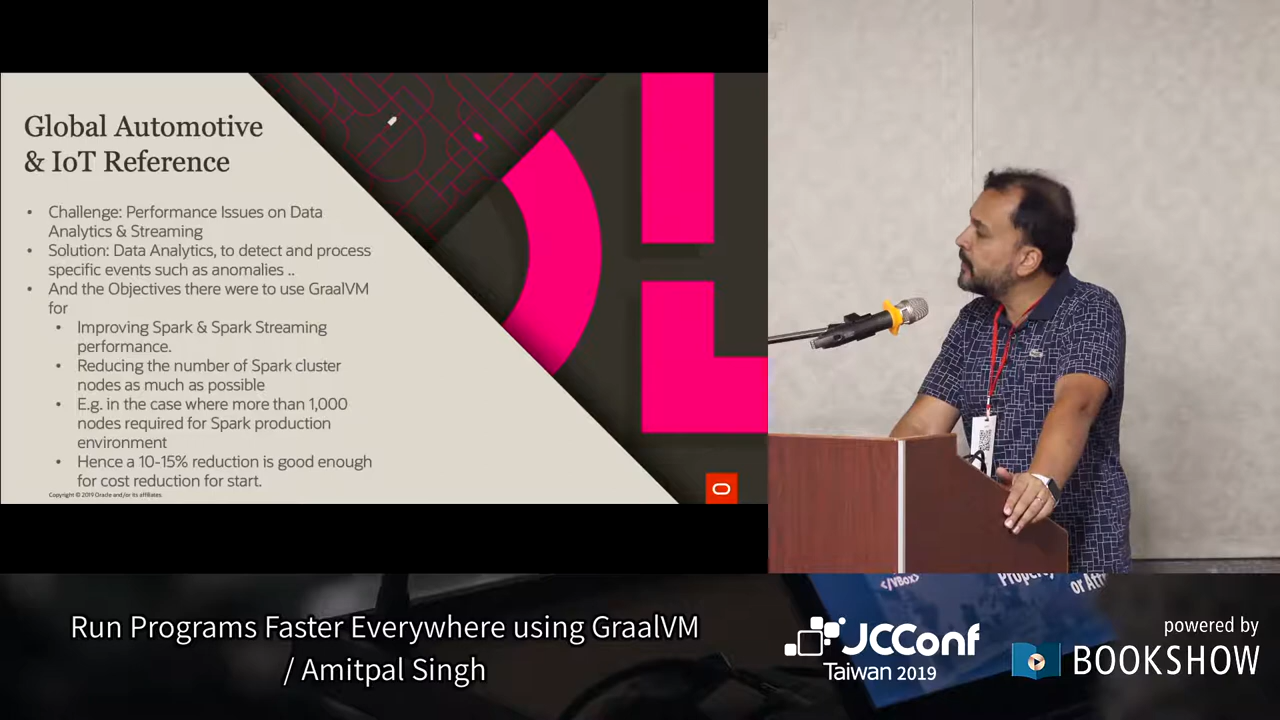 Global Automotive
& IoT Reference
• Challenge: Performance Issues on Data
Analytics & Streaming
• Solution: Data Analytics, to detect and process
specific events such as anomalies ..
• And the Objectives there were to use GraalVM
for
• Improving Spark & Spark Streaming
performance.
• Reducing the number of Spark cluster
nodes as much as possible
• E.g. in the case where more than 1,000
nodes required for Spark production
environment
• Hence a 10-15% reduction is good enough
for cost reduction for start.
Copyright © 2019 Oracle and/or its affiliates.
</VBox>
or
Run Programs Faster Everywhere using GraalVM
/ Amitpal Singh
JCConf
Taiwan 2019
powered by
BOOKSHOW